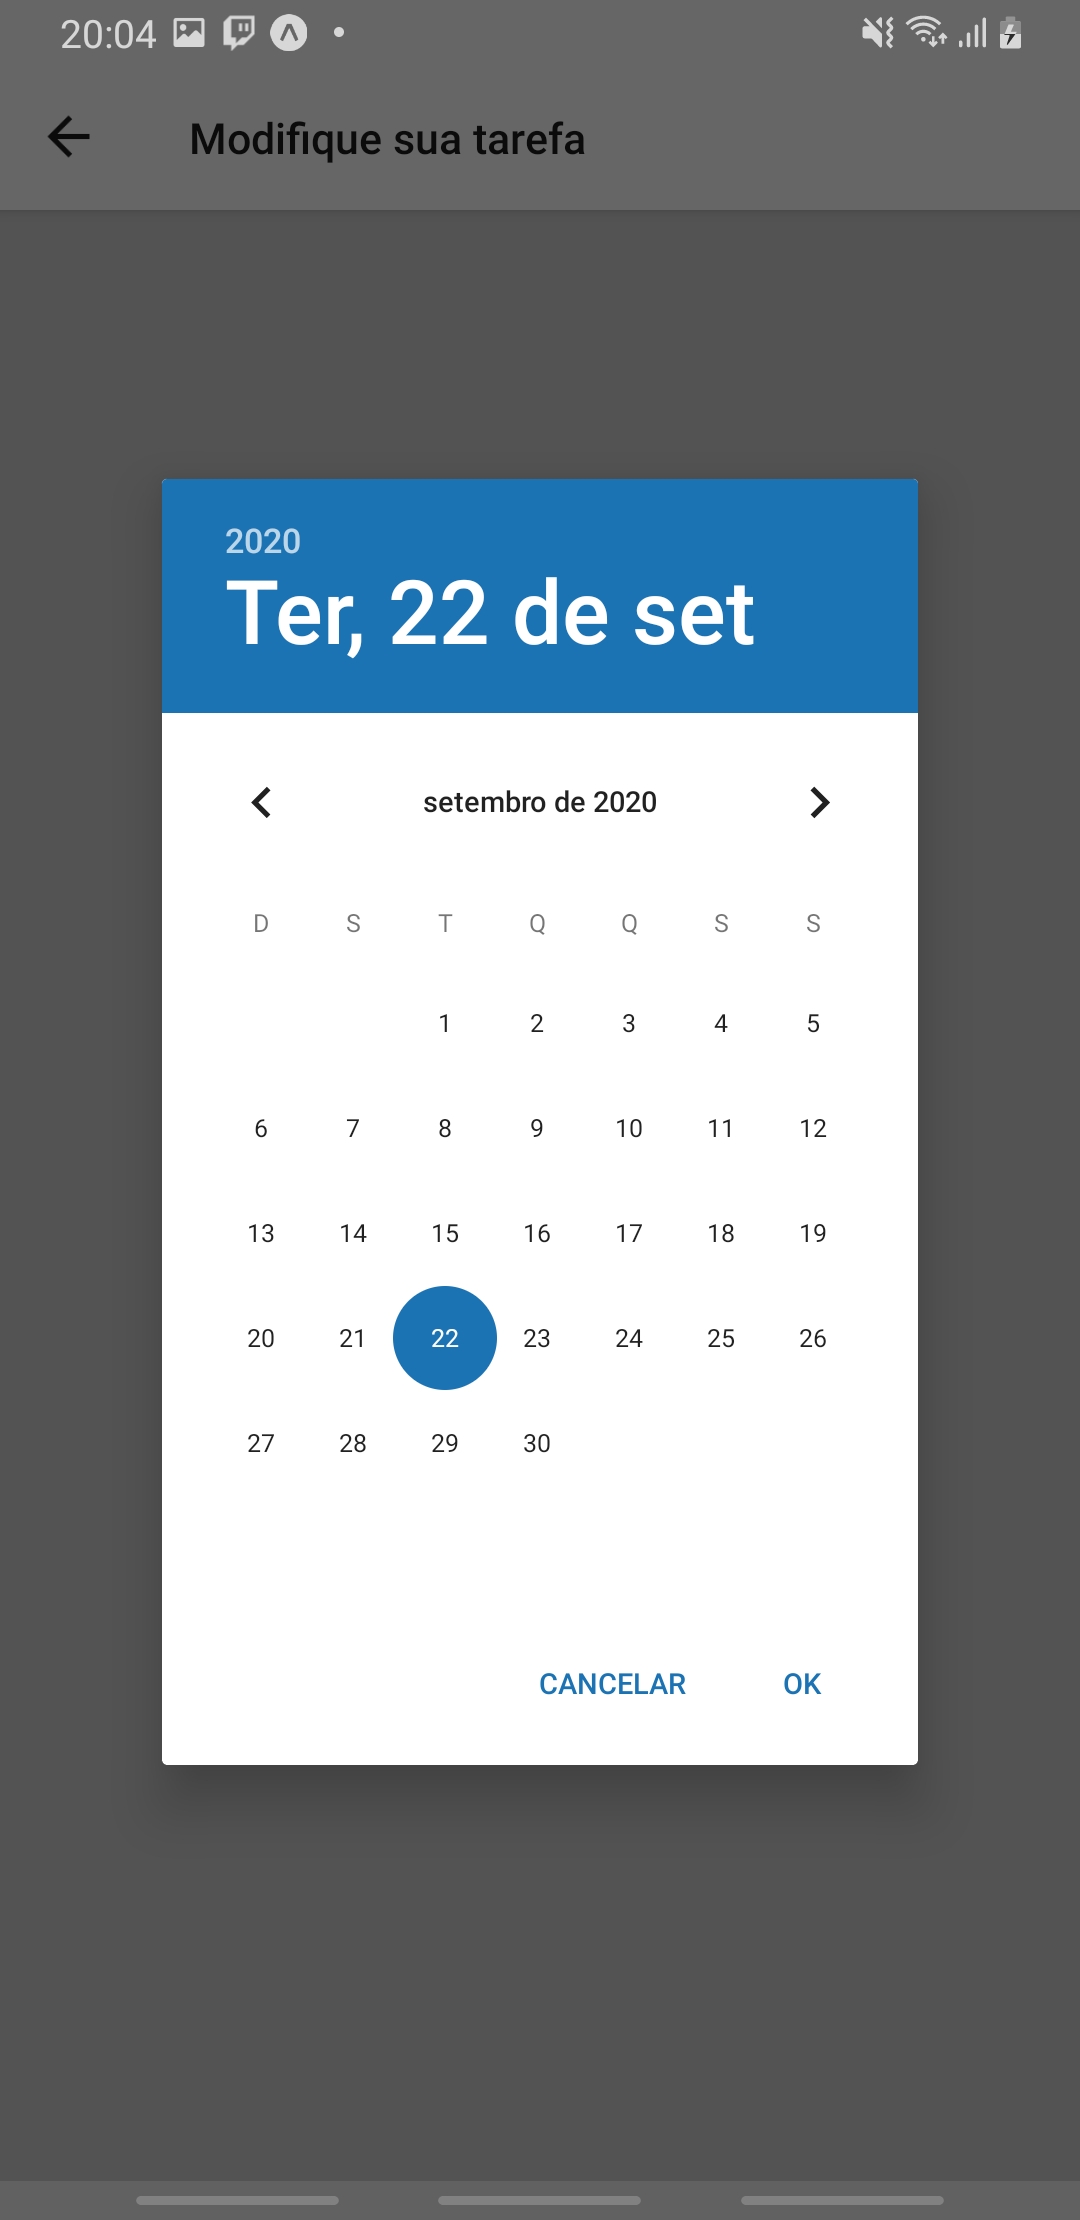 20:04
Modifique sua tarefa
2020
Ter, 22 de set
setembro de 2020
D S T Q Q S S
1 2 3 4 5
6 7 8 9 10 11 12
13 14 15 16 17 18 19
20 21 22 23 24 25 26
27 28 29 30
CANCELAR OK